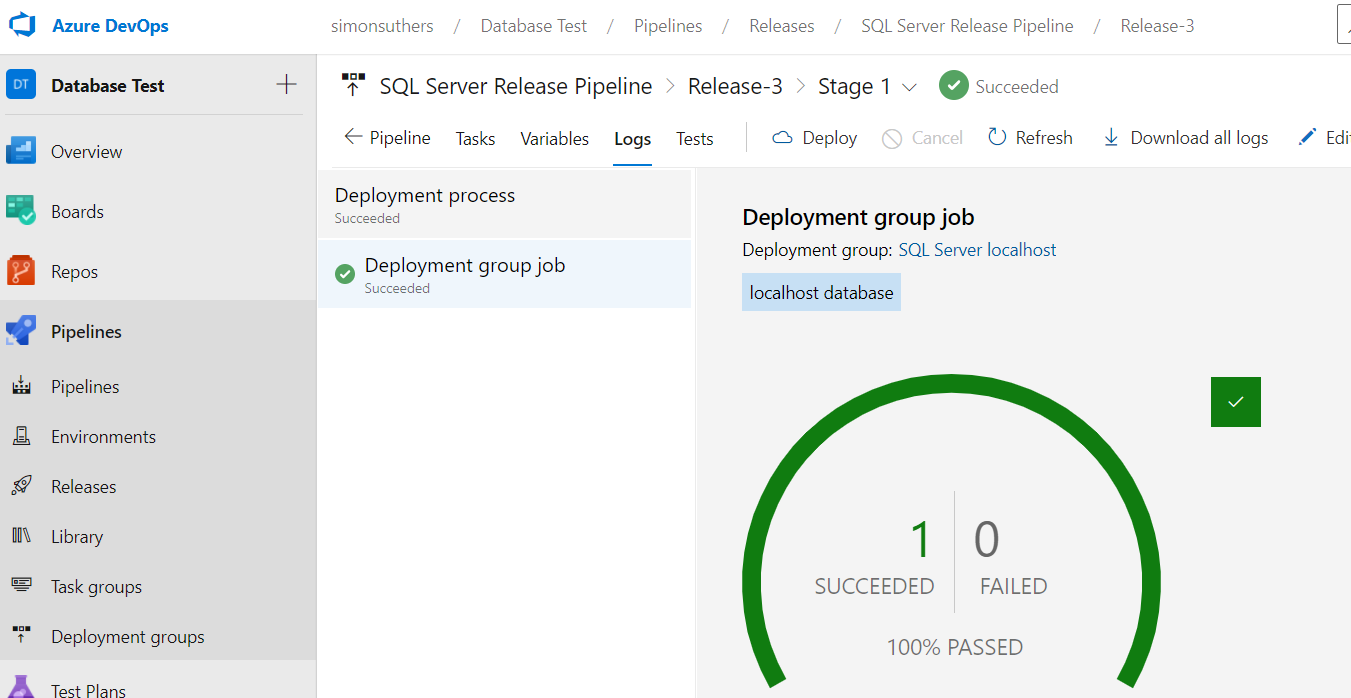 Azure DevOps
simonsuthers / Database Test / Pipelines / Releases / SQL Server Release Pipeline / Release-3
DT Database Test
Overview
Boards
Repos
Pipelines
Pipelines
Environments
Releases
Library
Task groups
Deployment groups
Test Plans
SQL Server Release Pipeline > Release-3 > Stage 1 Succeeded
Pipeline Tasks Variables Logs Tests Deploy Cancel Refresh Download all logs Edi
Deployment process
Succeeded
Deployment group job
Succeeded
Deployment group job
Deployment group: SQL Server localhost
localhost database
1 0
SUCCEEDED FAILED
100% PASSED